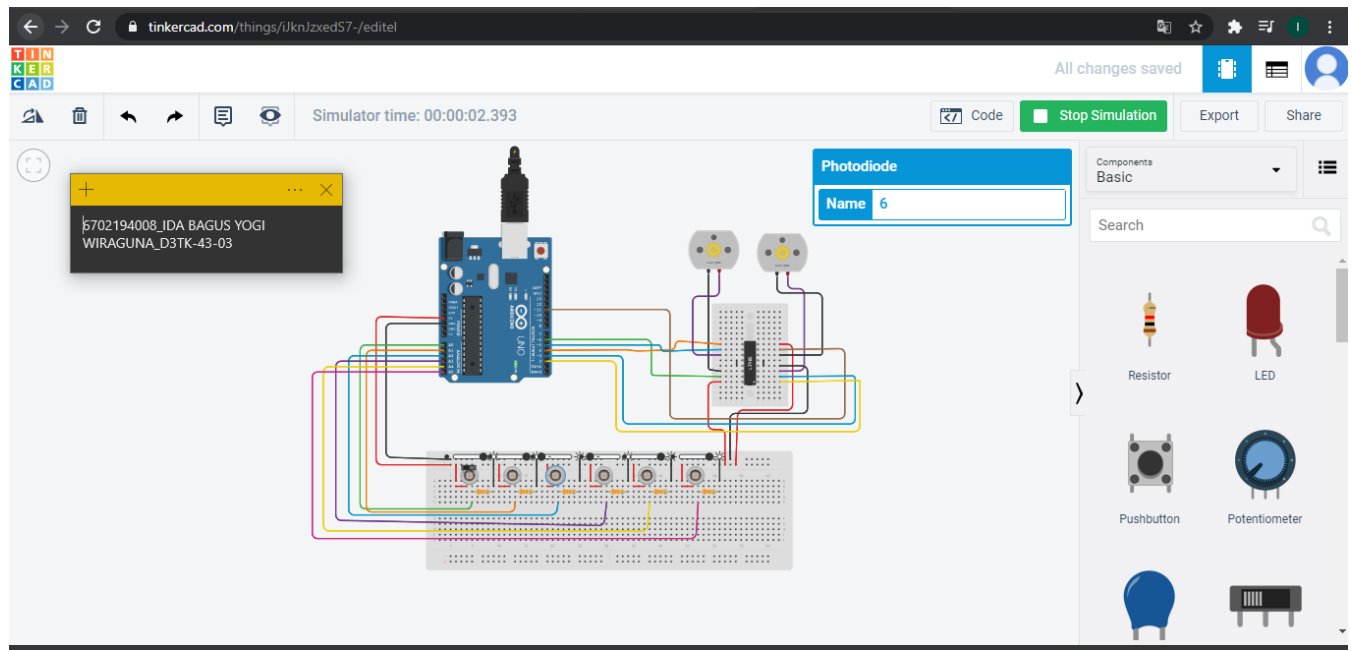 tinkercad.com/things/iJknJzxedS7-/editel
I
TIN
KER
CAD
All changes saved
Simulator time: 00:00:02.393
Code
Stop Simulation
Export
Share
6702194008_IDA BAGUS YOGI
WIRAGUNA_D3TK-43-03
Photodiode
Name 6
Components
Basic
Search
UNO
ARDUINO
Resistor
LED
Pushbutton
Potentiometer